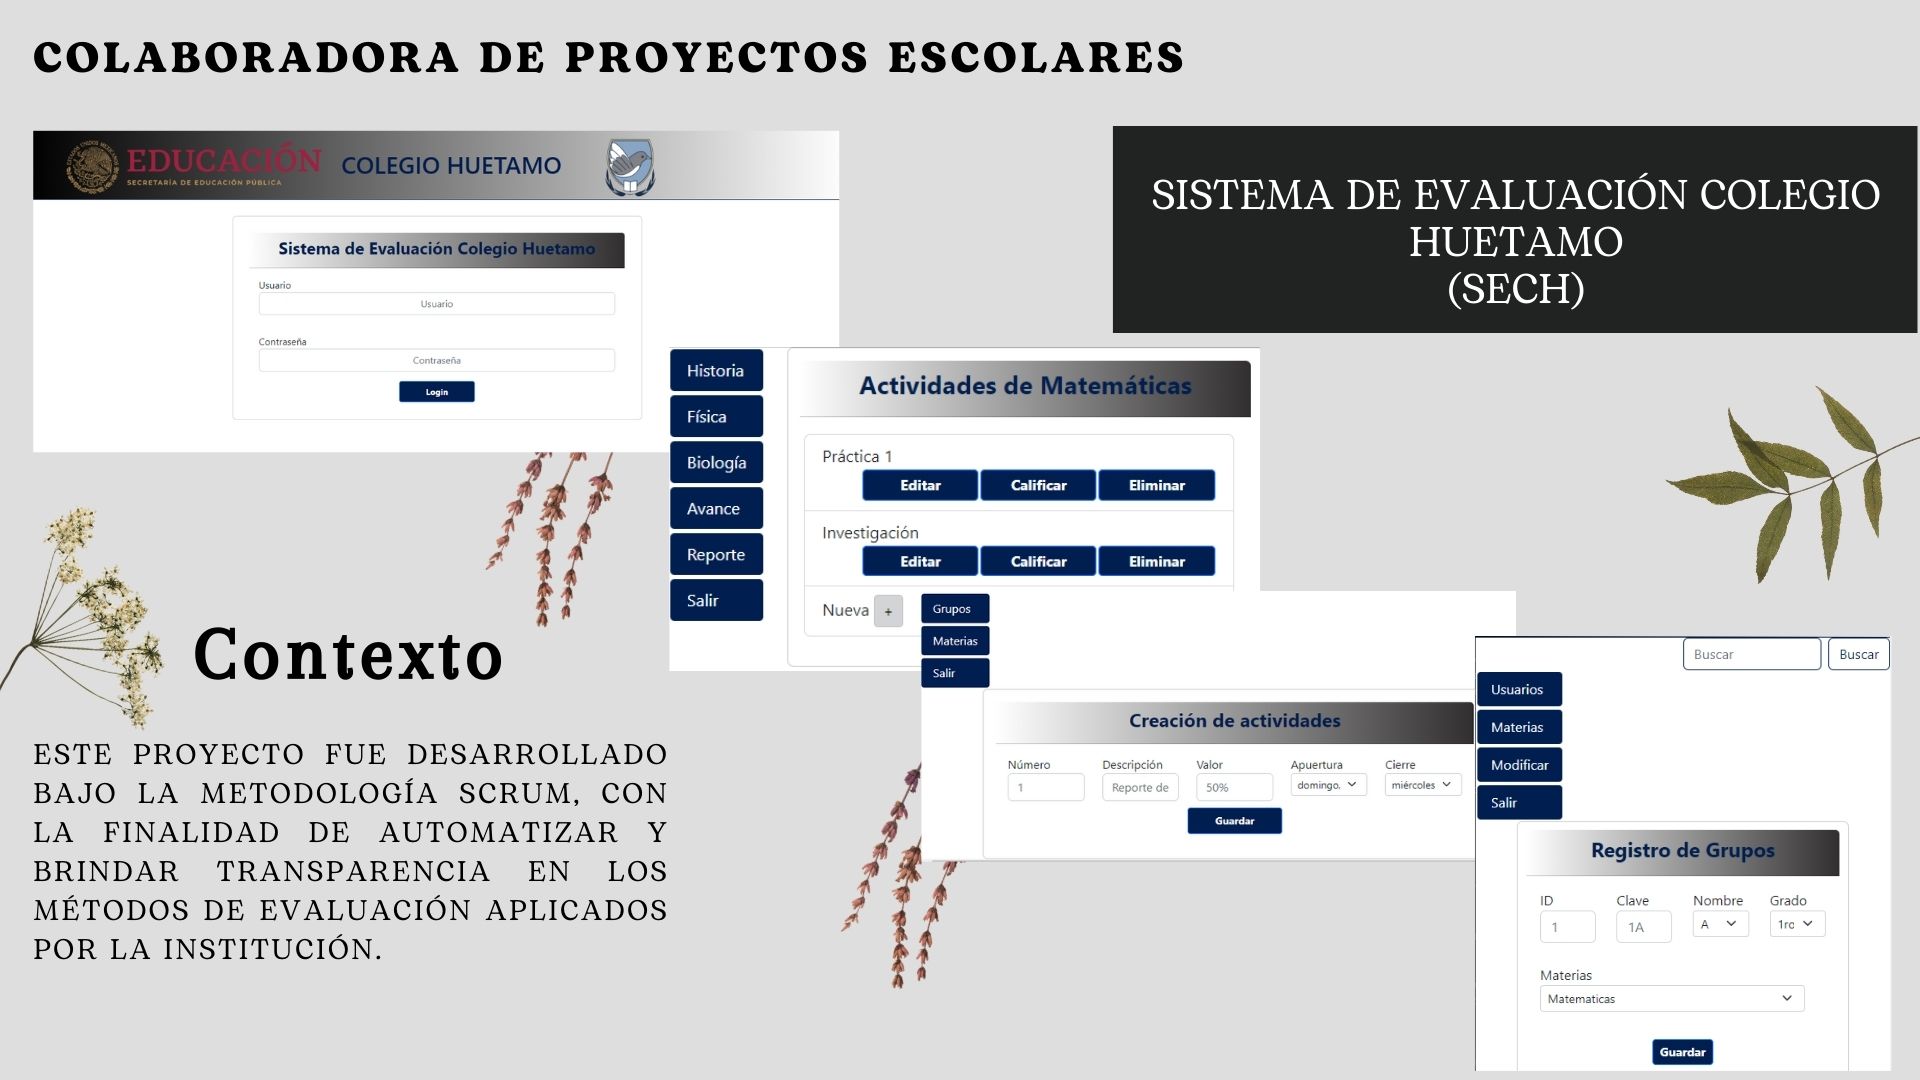 COLABORADORA DE PROYECTOS ESCOLARES
EDUCACIÓN
SECRETARÍA DE EDUCACIÓN PÚBLICA
COLEGIO HUETAMO
Sistema de Evaluación Colegio Huetamo
Usuario
Usuario
Contraseña
Contraseña
Login
SISTEMA DE EVALUACIÓN COLEGIO
HUETAMO
(SECH)
Historia
Física
Biología
Avance
Reporte
Salir
Actividades de Matemáticas
Práctica 1
Editar Calificar Eliminar
Investigación
Editar Calificar Eliminar
Nueva +
Grupos
Materias
Salir
Creación de actividades
Número Descripción Valor Apuertura Cierre
1 Reporte de 50% domingo, miércoles
Guardar
Buscar Buscar
Usuarios
Materias
Modificar
Salir
Registro de Grupos
ID Clave Nombre Grado
1 1A A 1ro
Materias
Matematicas
Guardar
Contexto
ESTE PROYECTO FUE DESARROLLADO
BAJO LA METODOLOGÍA SCRUM, CON
LA FINALIDAD DE AUTOMATIZAR Y
BRINDAR TRANSPARENCIA EN LOS
MÉTODOS DE EVALUACIÓN APLICADOS
POR LA INSTITUCIÓN.